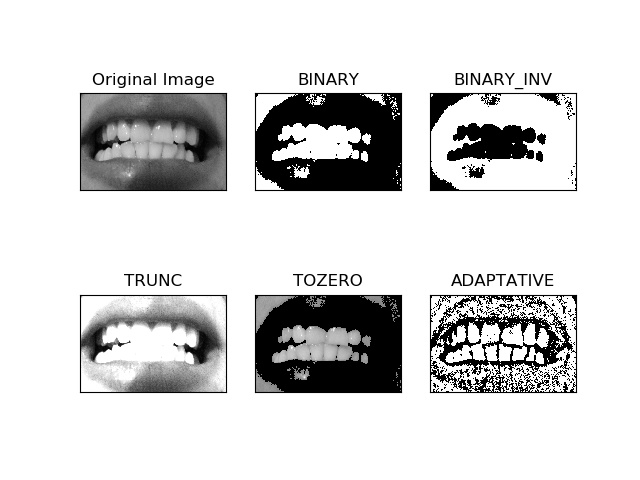 Original Image
BINARY
BINARY_INV
TRUNC
TOZERO
ADAPTATIVE